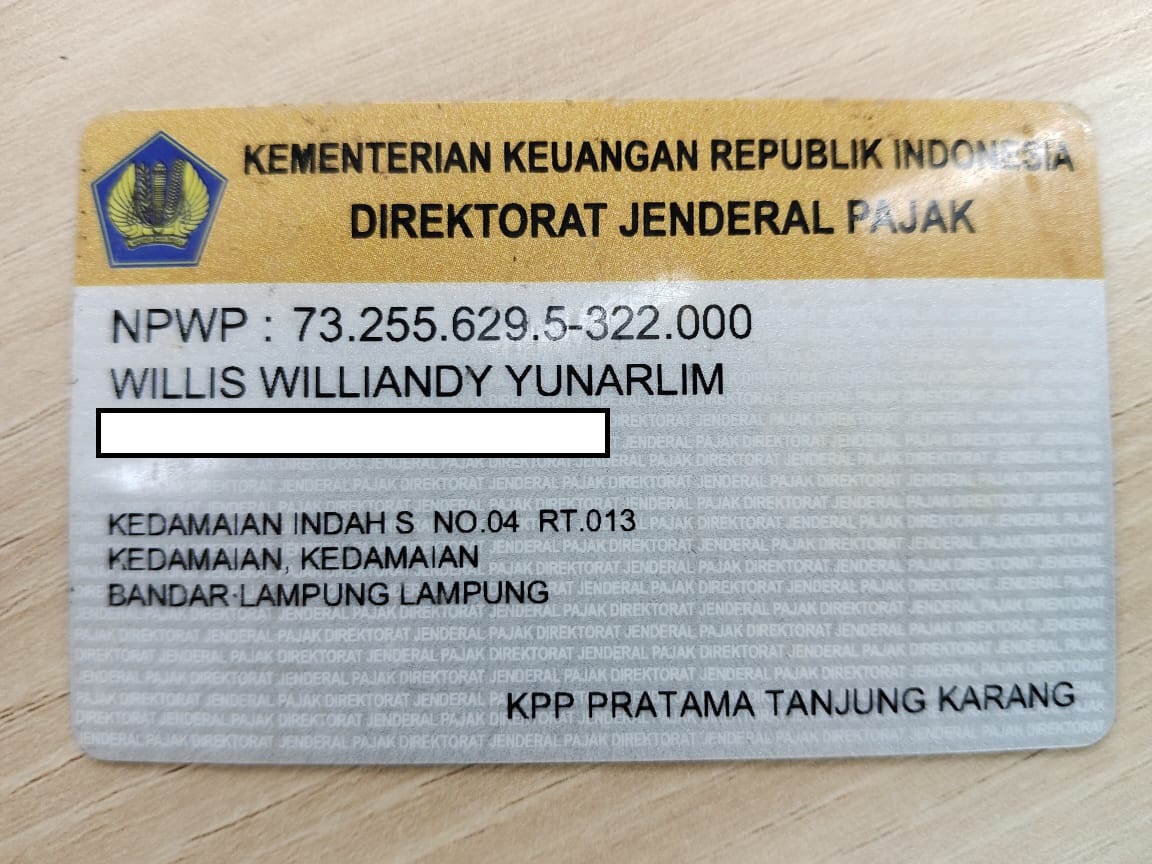 KEMENTERIAN KEUANGAN REPUBLIK INDONESIA
DIREKTORAT JENDERAL PAJAK
NPWP : 73.255.629.5-322.000
WILLIS WILLIANDY YUNARLIM
KEDAMAIAN INDAH S NO.04 RT.013
KEDAMAIAN, KEDAMAIAN
BANDAR LAMPUNG LAMPUNG
KPP PRATAMA TANJUNG KARANG